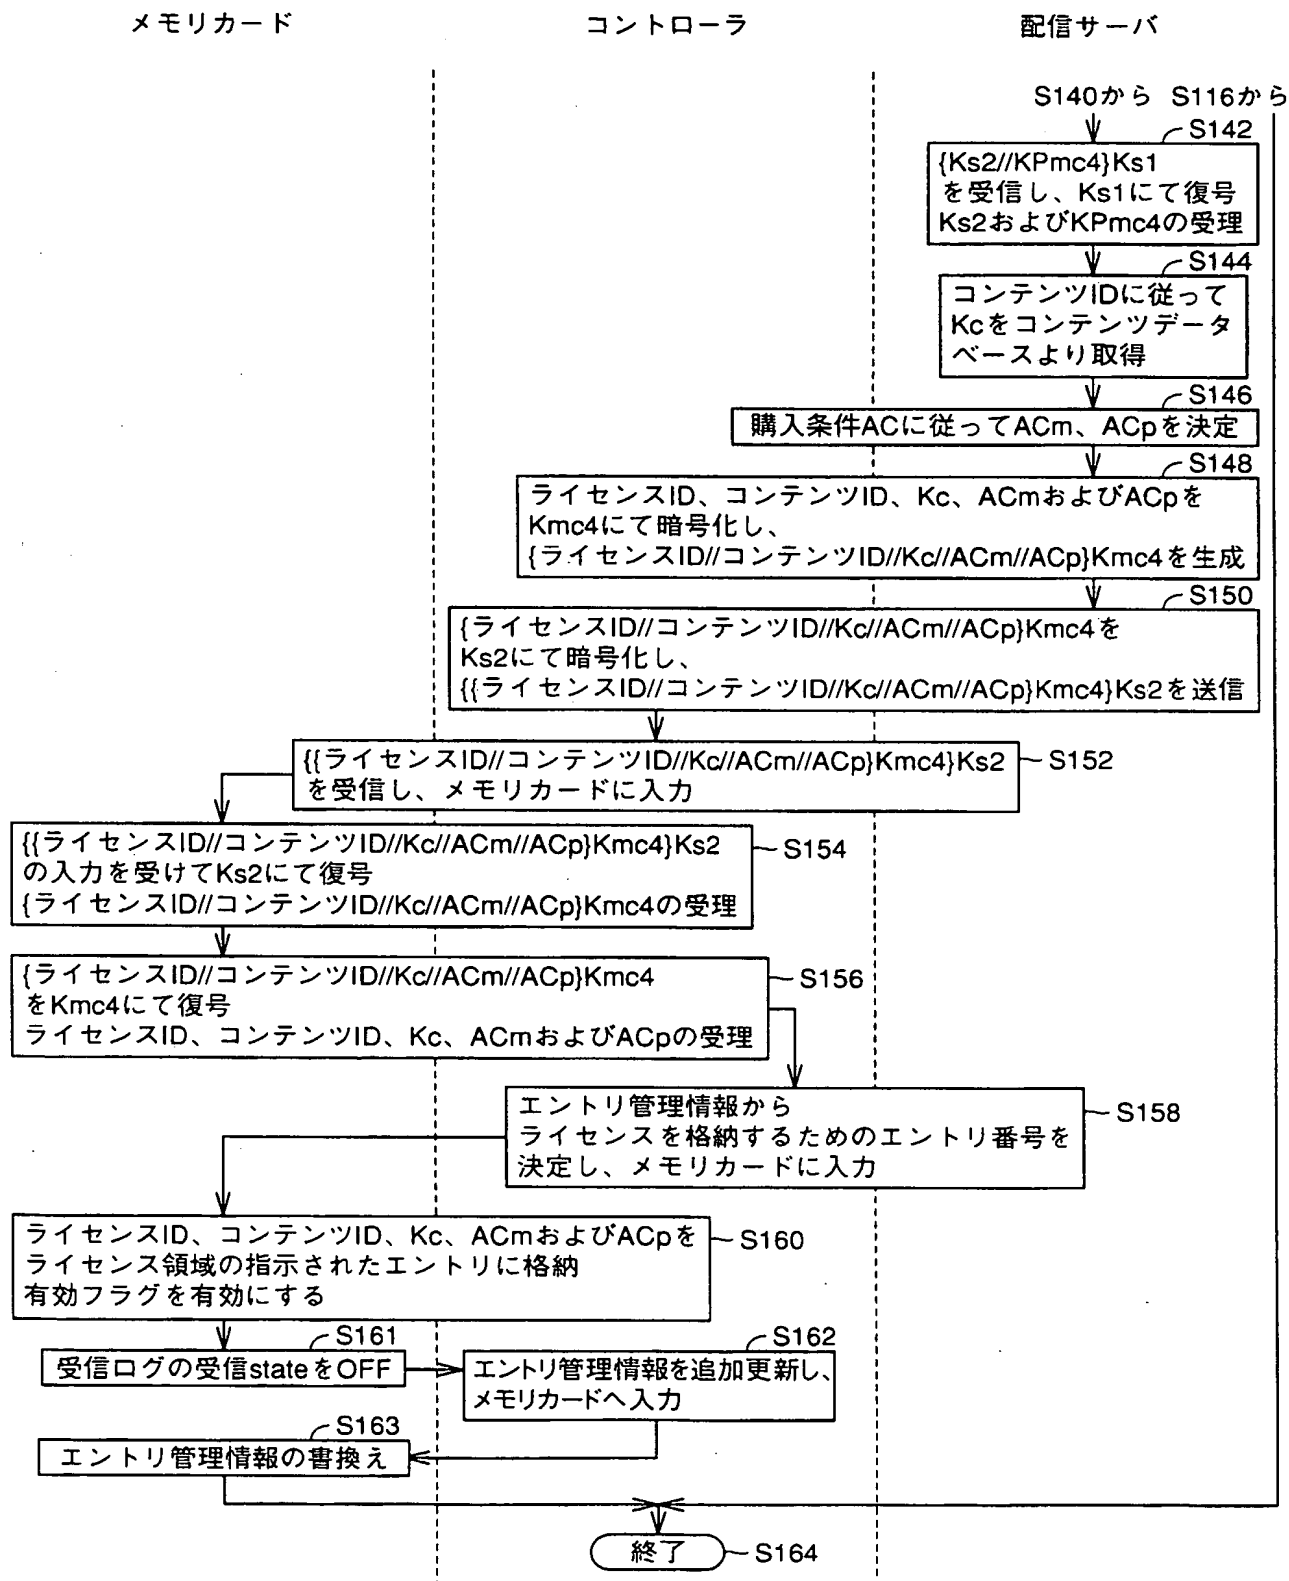 メモリカード
コントローラ
配信サーバ
S140から
S116から
S142
{Ks2//KPmc4}Ks1
を受信し、Ks1にて復号
Ks2およびKPmc4の受理
S144
コンテンツIDに従って
Kcをコンテンツデータ
ベースより取得
S146
購入条件ACに従ってACm、ACpを決定
S148
ライセンスID、コンテンツID、Kc、ACmおよびACpを
Kmc4にて暗号化し、
{ライセンスID//コンテンツID//Kc//ACm//ACp}Kmc4を生成
S150
{ライセンスID//コンテンツID//Kc//ACm//ACp}Kmc4を
Ks2にて暗号化し、
{{ライセンスID//コンテンツID//Kc//ACm//ACp}Kmc4}Ks2を送信
{{ライセンスID//コンテンツID//Kc//ACm//ACp}Kmc4}Ks2
を受信し、メモリカードに入力
S152
{{ライセンスID//コンテンツID//Kc//ACm//ACp}Kmc4}Ks2
の入力を受けてKs2にて復号
{ライセンスID//コンテンツID//Kc//ACm//ACp}Kmc4の受理
S154
{ライセンスID//コンテンツID//Kc//ACm//ACp}Kmc4
をKmc4にて復号
ライセンスID、コンテンツID、Kc、ACmおよびACpの受理
S156
エントリ管理情報から
ライセンスを格納するためのエントリ番号を
決定し、メモリカードに入力
S158
ライセンスID、コンテンツID、Kc、ACmおよびACpを
ライセンス領域の指示されたエントリに格納
有効フラグを有効にする
S160
S161
受信ログの受信stateをOFF
S162
エントリ管理情報を追加更新し、
メモリカードへ入力
S163
エントリ管理情報の書換え
終了
S164